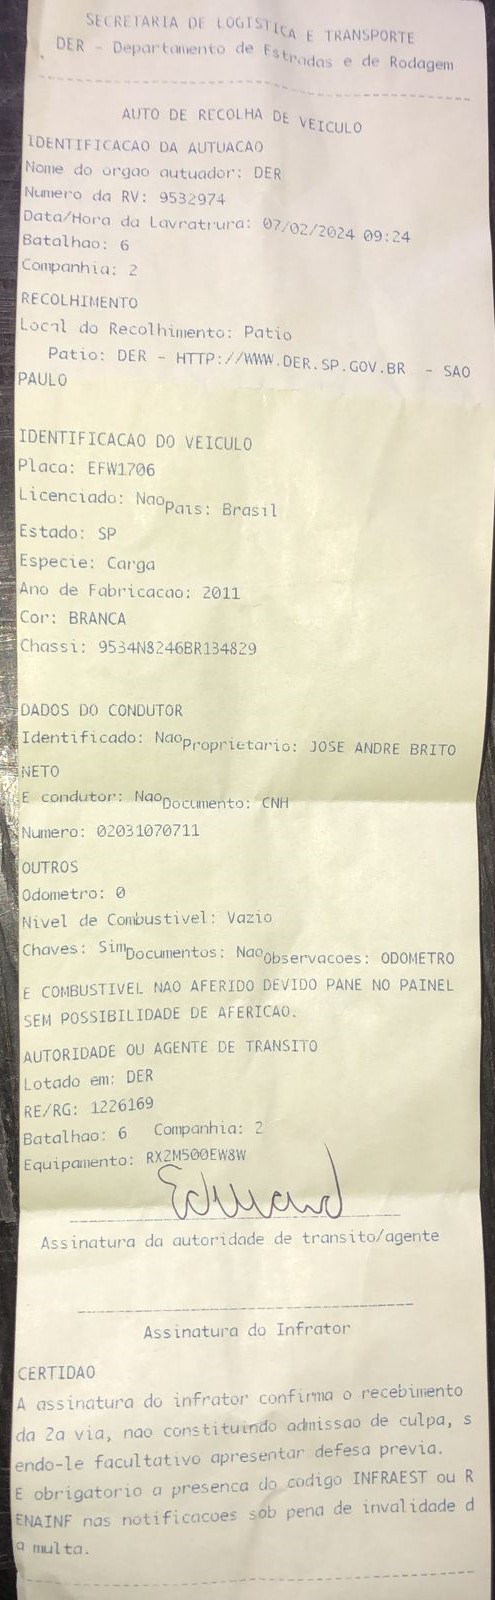 SECRETARIA DE LOGISTICA E TRANSPORTE
DER - Departamento de Estradas e de Rodagem
AUTO DE RECOLHA DE VEICULO
IDENTIFICACAO DA AUTUACAO
Nome do orgao autuador: DER
Numero da RV: 9532974
Data/Hora da Lavratrura: 07/02/2024 09:24
Batalhao: 6
Companhia: 2
RECOLHIMENTO
Local do Recolhimento: Patio
Patio: DER - HTTP://WWW.DER.SP.GOV.BR - SAO
PAULO
IDENTIFICACAO DO VEICULO
Placa: EFW1706
Licenciado: Nao Pais: Brasil
Estado: SP
Especie: Carga
Ano de Fabricacao: 2011
Cor: BRANCA
Chassi: 9534N8246BR134829
DADOS DO CONDUTOR
Identificado: Nao Proprietario: JOSE ANDRE BRITO
NETO
E condutor: Nao Documento: CNH
Numero: 02031070711
OUTROS
Odometro: 0
Nivel de Combustivel: Vazio
Chaves: Sim Documentos: Nao Observacoes: ODOMETRO
E COMBUSTIVEL NAO AFERIDO DEVIDO PANE NO PAINEL
SEM POSSIBILIDADE DE AFERICAO.
AUTORIDADE OU AGENTE DE TRANSITO
Lotado em: DER
RE/RG: 1226169
Batalhao: 6 Companhia: 2
Equipamento: RX2M500EW8W
Assinatura da autoridade de transito/agente
Assinatura do Infrator
CERTIDAO
A assinatura do infrator confirma o recebimento
da 2a via, nao constituindo admissao de culpa, s
endo-le facultativo apresentar defesa previa.
E obrigatorio a presenca do codigo INFRAEST ou R
ENAINF nas notificacoes sob pena de invalidade d
a multa.